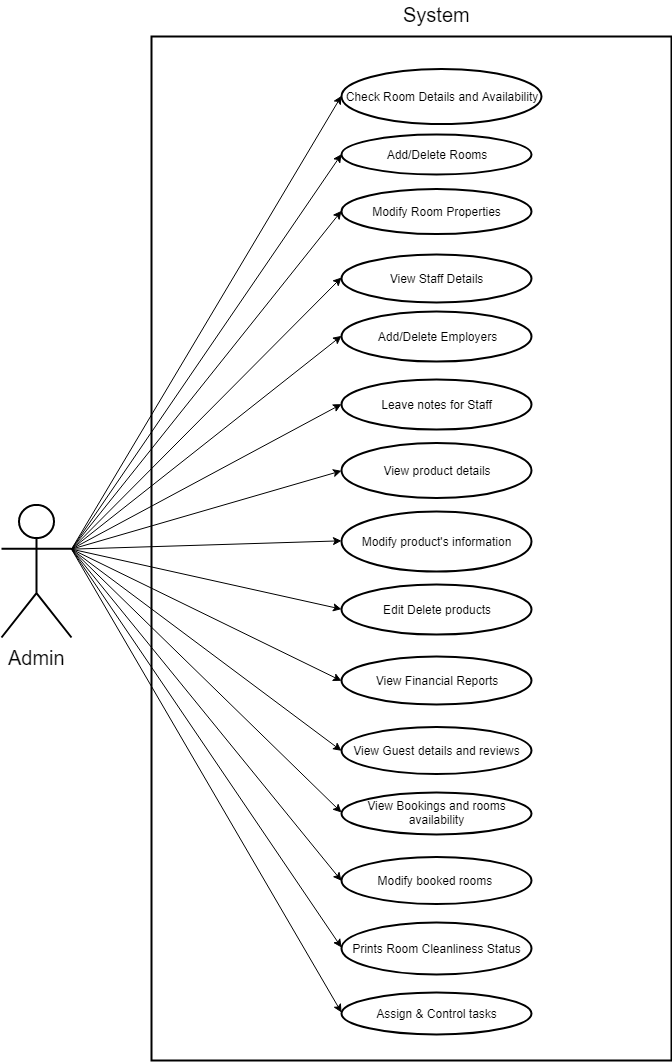 System
Check Room Details and Availability
Add/Delete Rooms
Modify Room Properties
View Staff Details
Add/Delete Employers
Leave notes for Staff
View product details
Modify product's information
Edit Delete products
Admin
View Financial Reports
View Guest details and reviews
View Bookings and rooms
availability
Modify booked rooms
Prints Room Cleanliness Status
Assign & Control tasks